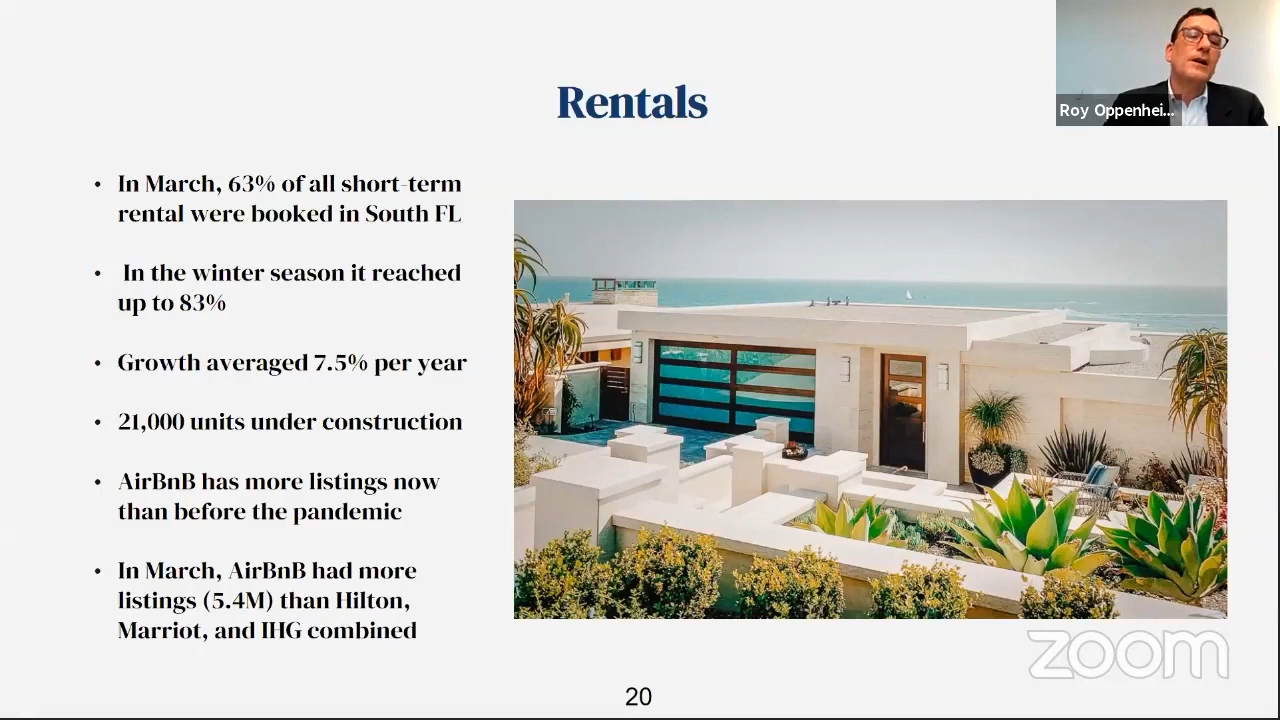 Rentals
Roy Oppenhei...
• In March, 63% of all short-term
rental were booked in South FL
• In the winter season it reached
up to 83%
• Growth averaged 7.5% per year
• 21,000 units under construction
AirBnB has more listings now
• than before the pandemic
• In March, AirBnB had more
listings (5.4M) than Hilton,
Marriot, and IHG combined
zoom
20